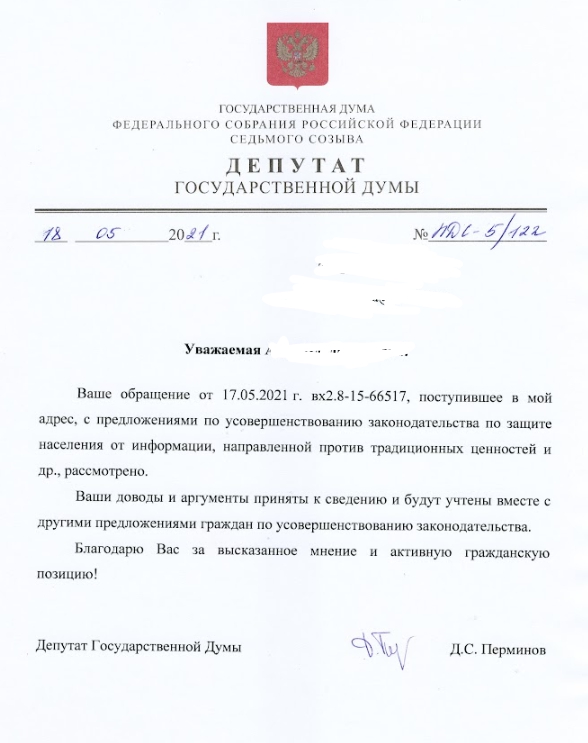 ГОСУДАРСТВЕННАЯ ДУМА
ФЕДЕРАЛЬНОГО СОБРАНИЯ РОССИЙСКОЙ ФЕДЕРАЦИИ
СЕДЬМОГО СОЗЫВА
ДЕПУТАТ
ГОСУДАРСТВЕННОЙ ДУМЫ
18 05 2021 г. № ПДС-5/122
Уважаемая А
Ваше обращение от 17.05.2021 г. вх2.8-15-66517, поступившее в мой
адрес, с предложениями по усовершенствованию законодательства по защите
населения от информации, направленной против традиционных ценностей и
др., рассмотрено.
Ваши доводы и аргументы приняты к сведению и будут учтены вместе с
другими предложениями граждан по усовершенствованию законодательства.
Благодарю Вас за высказанное мнение и активную гражданскую
позицию!
Депутат Государственной Думы Д.С. Перминов